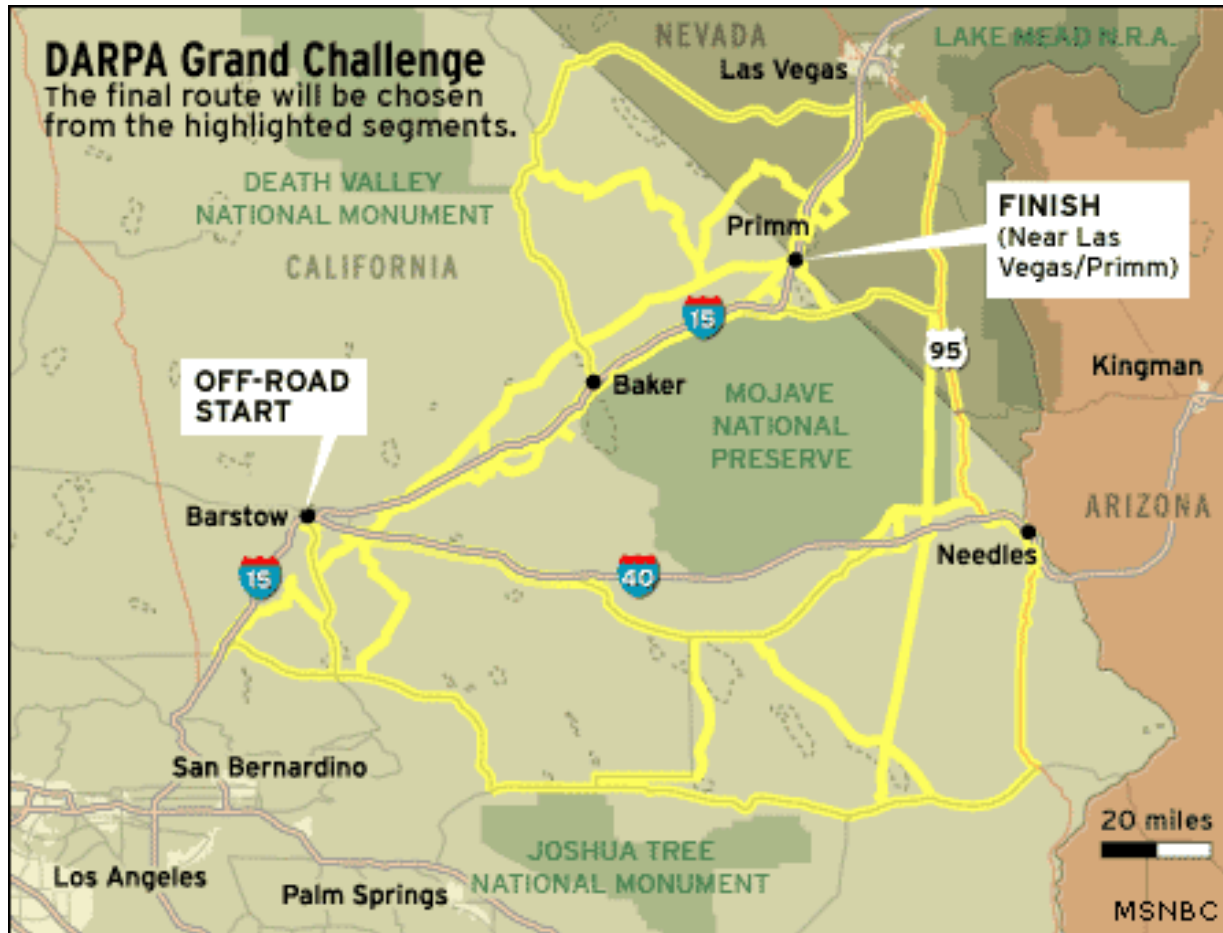 DARPA Grand Challenge
The final route will be chosen
from the highlighted segments.
NEVADA
LAKE MEAD N.R.A.
Las Vegas
DEATH VALLEY
NATIONAL MONUMENT
CALIFORNIA
Primm
FINISH
(Near Las
Vegas/Primm)
15
95
Kingman
OFF-ROAD
START
Baker
MOJAVE
NATIONAL
PRESERVE
ARIZONA
Barstow
Needles
15
40
San Bernardino
20 miles
JOSHUA TREE
NATIONAL MONUMENT
Los Angeles
Palm Springs
MSNBC